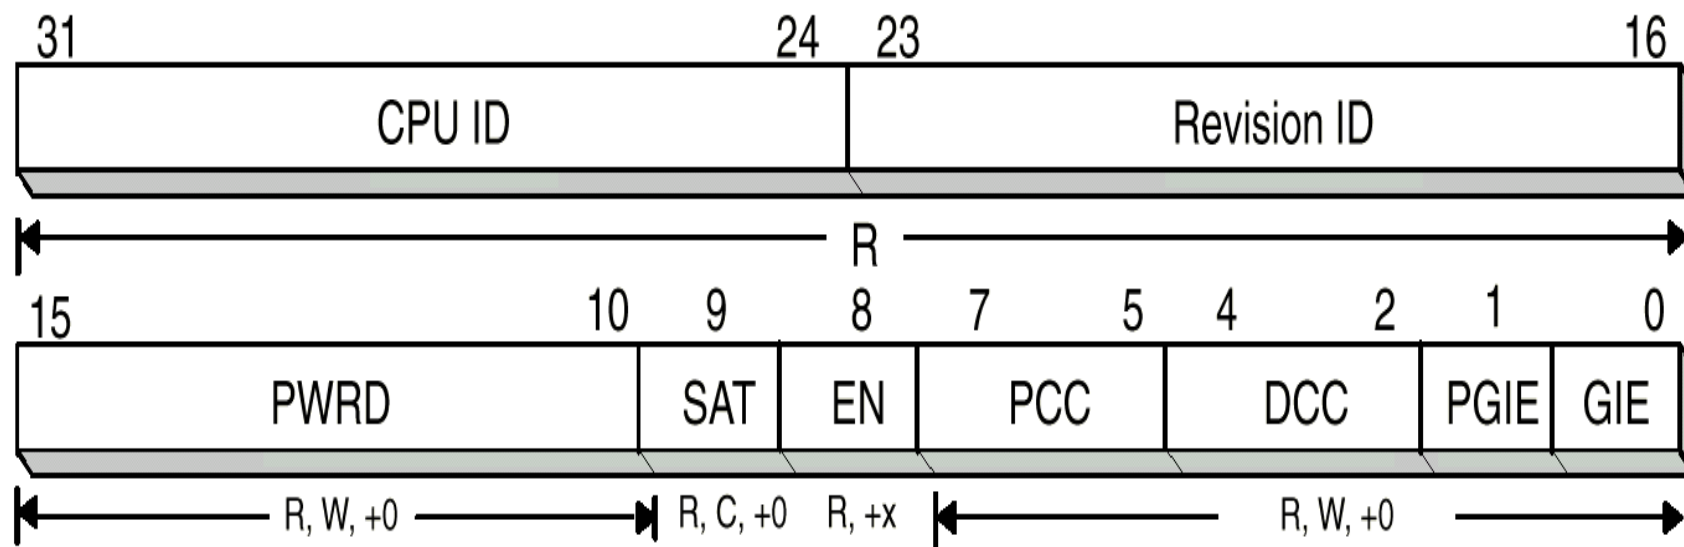 31 24 23 16
CPU ID Revision ID
R
15 10 9 8 7 5 4 2 1 0
PWRD SAT EN PCC DCC PGIE GIE
R, W, +0 R, C, +0 R, +x R, W, +0